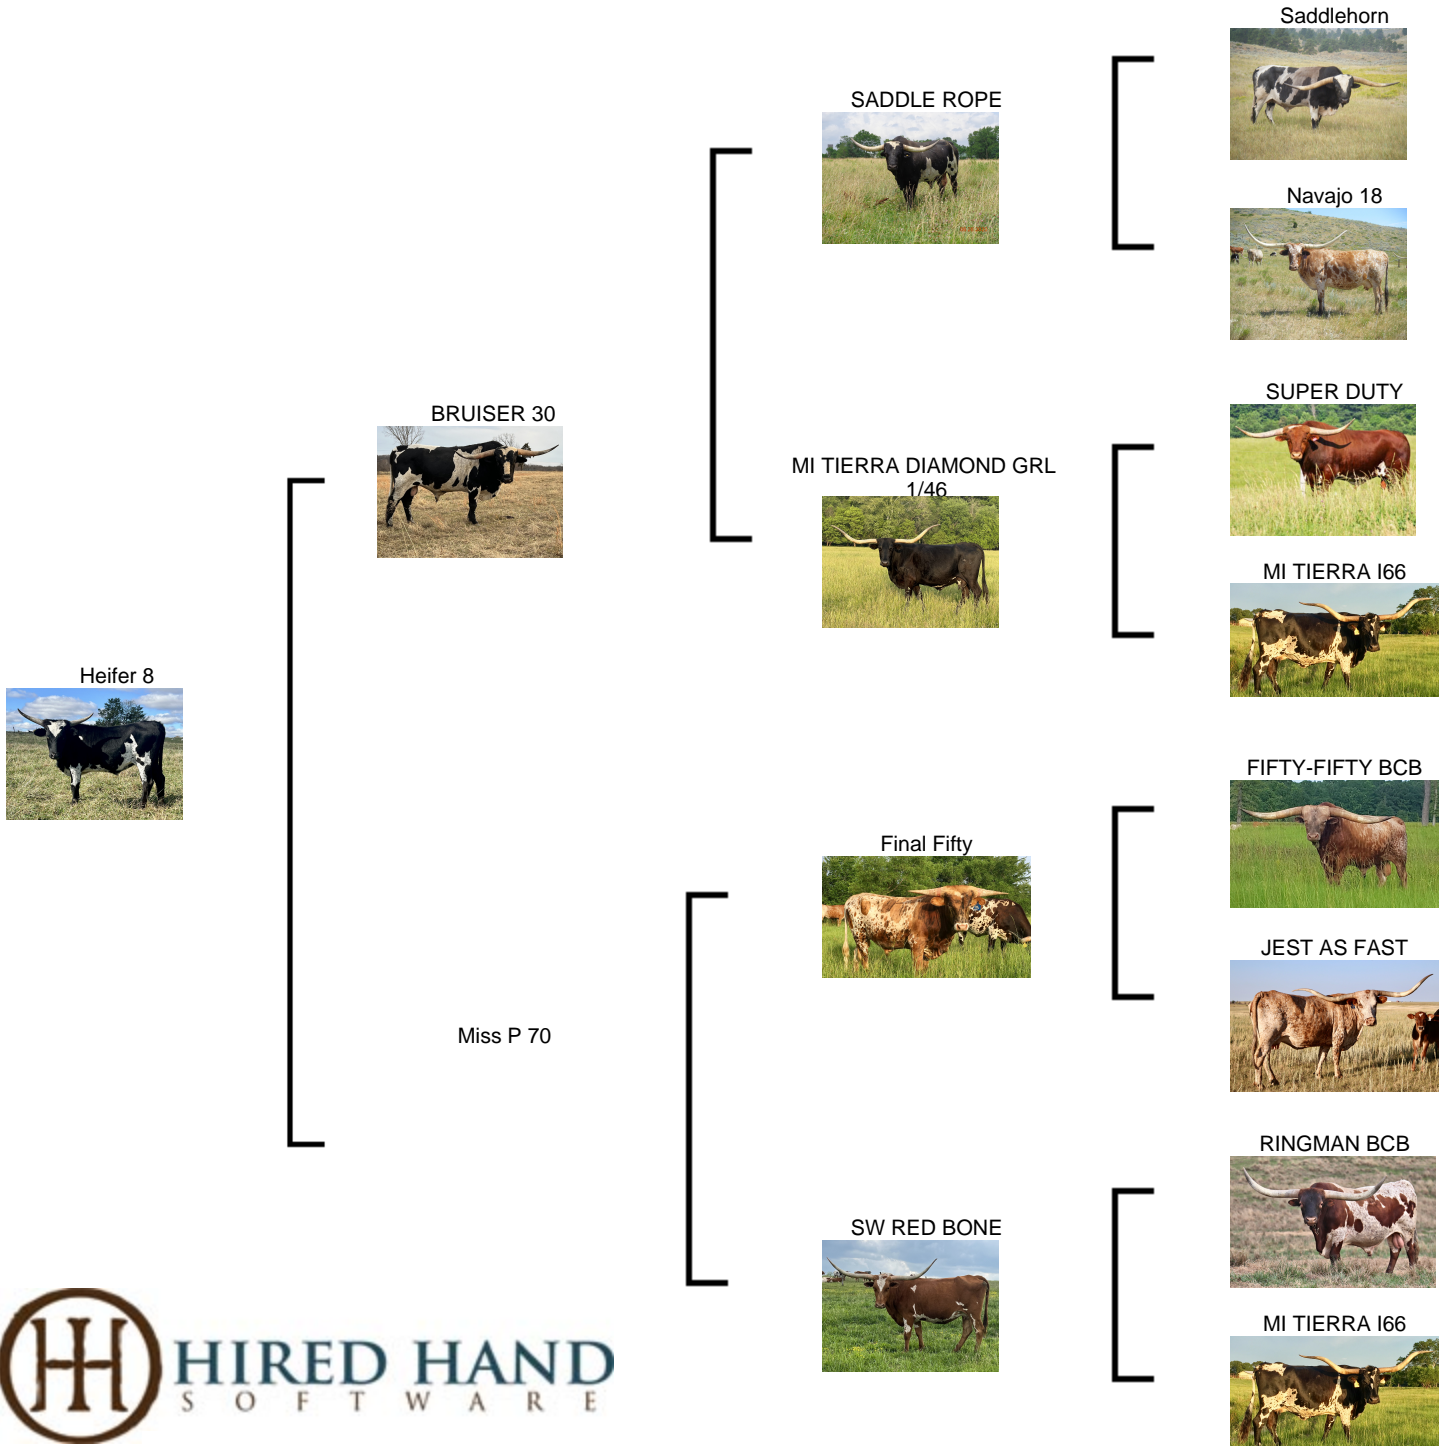 Saddlehorn
SADDLE ROPE
Navajo 18
SUPER DUTY
BRUISER 30
MI TIERRA DIAMOND GRL
1/46
MI TIERRA I66
Heifer 8
FIFTY-FIFTY BCB
Final Fifty
JEST AS FAST
Miss P 70
RINGMAN BCB
SW RED BONE
MI TIERRA I66
HIRED HAND
SOFTWARE